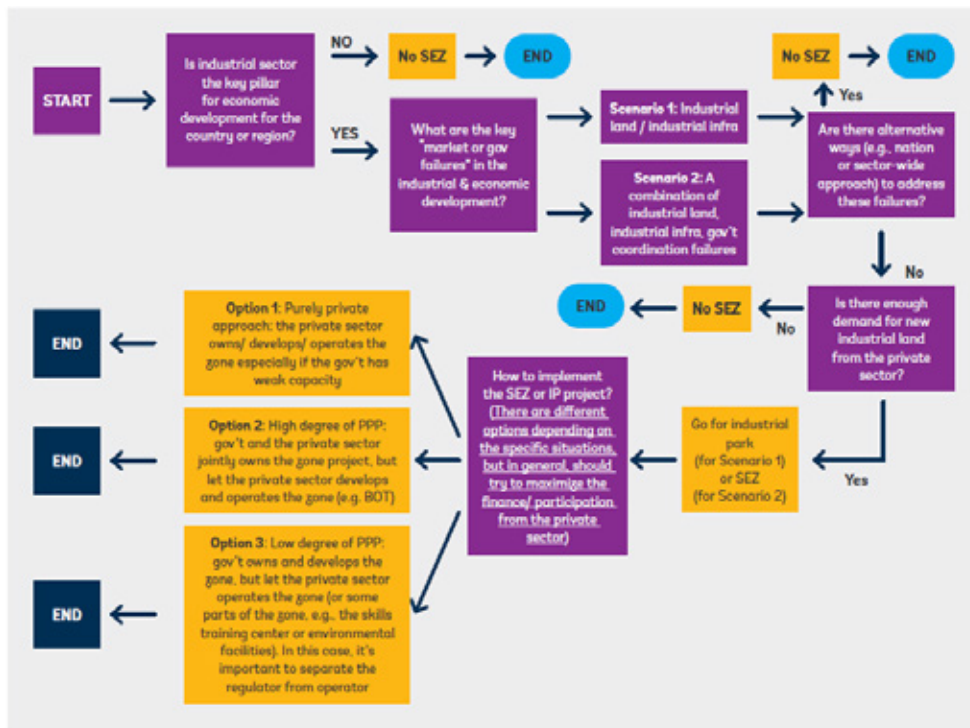 START
Is industrial sector
the key pillar
for economic
development for the
country or region?
NO
No SEZ
END
YES
What are the key
"market or gov
failures" in the
industrial & economic
development?
Scenario 1: Industrial
land / industrial infra
Scenario 2: A
combination of
industrial land,
industrial infra, gov't
coordination failures
No SEZ
END
Yes
Are there alternative
ways (e.g., nation
or sector-wide
approach) to address
these failures?
No
Is there enough
demand for new
industrial land
from the private
sector?
No
No SEZ
END
Yes
Go for industrial
park
(for Scenario 1)
or SEZ
(for Scenario 2)
How to implement
the SEZ or IP project?
(There are different
options depending on
the specific situations,
but in general, should
try to maximize the
finance/ participation
from the private
sector)
Option 1: Purely private
approach: the private sector
owns/ develops/ operates the
zone especially if the gov't has
weak capacity
END
Option 2: High degree of PPP:
gov't and the private sector
jointly owns the zone project, but
let the private sector develops
and operates the zone (e.g. BOT)
END
Option 3: Low degree of PPP:
gov't owns and develops the
zone, but let the private sector
operates the zone (or some
parts of the zone, e.g., the skills
training center or environmental
facilities). In this case, it's
important to separate the
regulator from operator
END